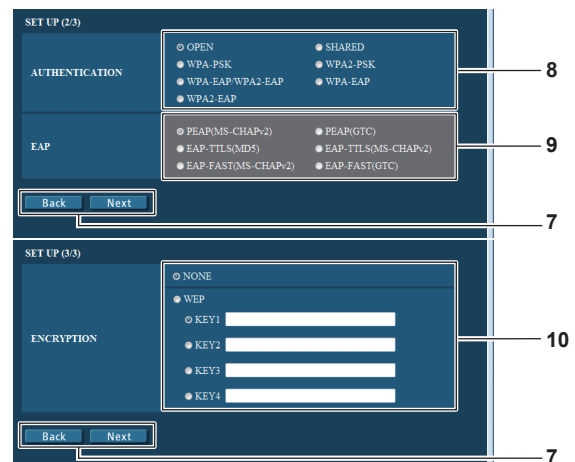 SET UP (2/3)
AUTHENTICATION
OPEN SHARED
WPA-PSK WPA2-PSK
WPA-EAP/WPA2-EAP WPA-EAP
WPA2-EAP
8
EAP
PEAP(MS-CHAPv2) PEAP(GTC)
EAP-TTLS(MD5) EAP-TTLS(MS-CHAPv2)
EAP-FAST(MS-CHAPv2) EAP-FAST(GTC)
9
Back Next
7
SET UP (3/3)
ENCRYPTION
NONE
WEP
KEY1
KEY2
KEY3
KEY4
10
Back Next
7